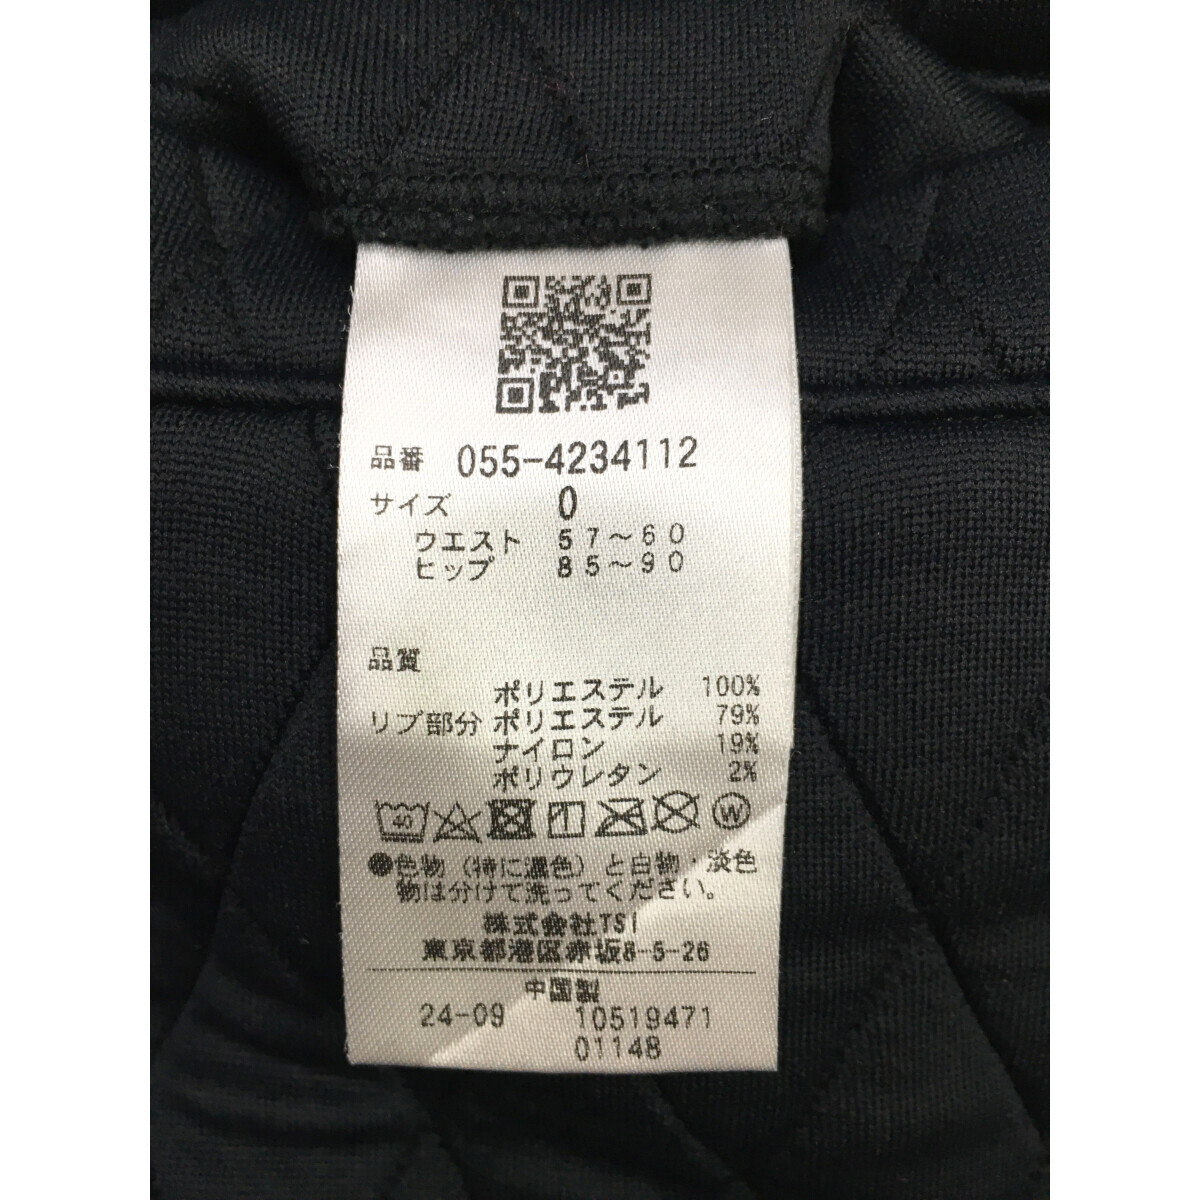 品番 055-4234112
サイズ 0
ウエスト 57〜60
ヒップ 85〜90
品質
ポリエステル 100%
リブ部分 ポリエステル 79%
ナイロン 19%
ポリウレタン 2%
40 W
●色物（特に濃色）と白物・淡色
物は分けて洗ってください。
株式会社TSI
東京都港区赤坂8-5-26
中国製
24-09 10519471
01148